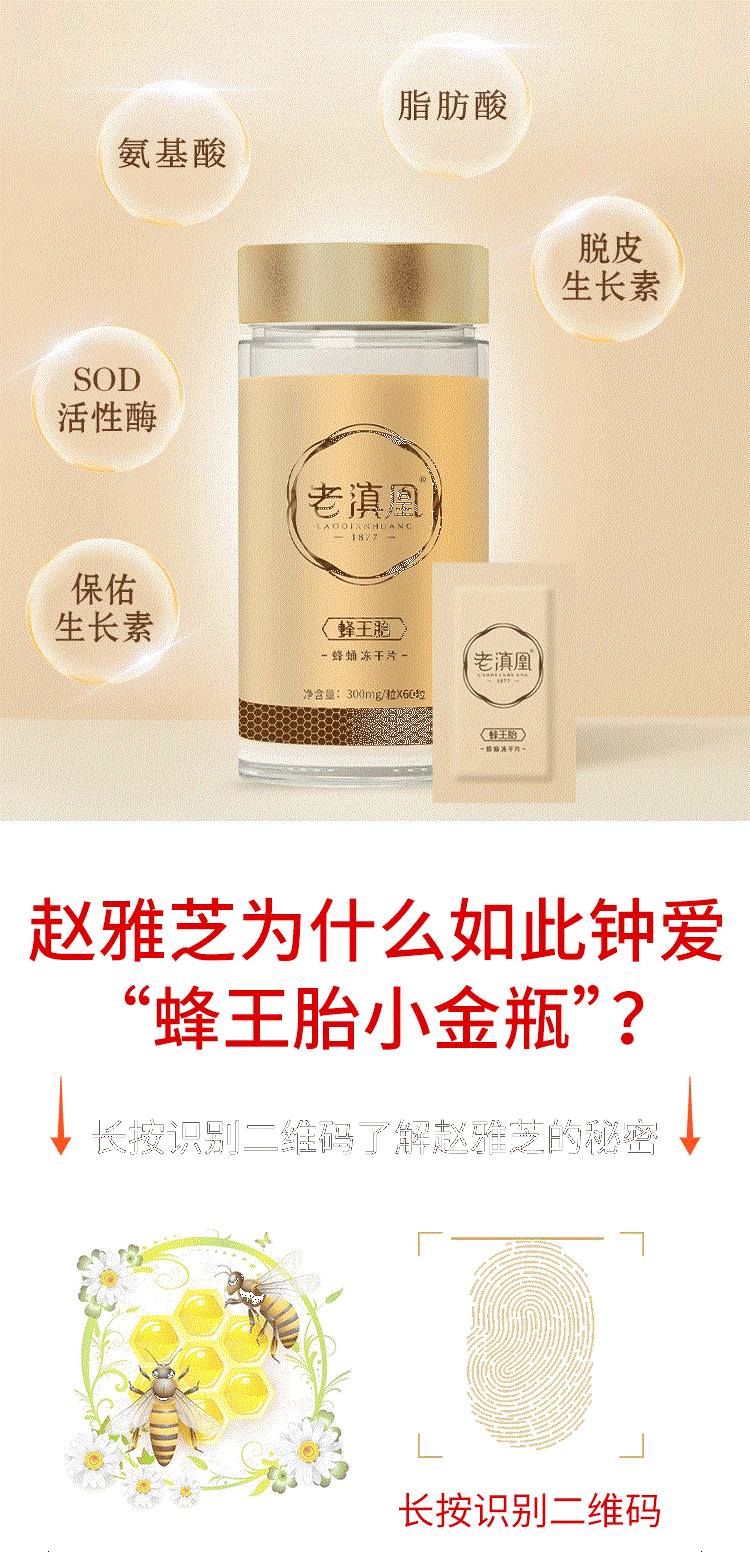 脂肪酸
氨基酸
脱皮
生长素
SOD
活性酶
保佑
生长素
老滇凰®
LAODIANHUANG
— 1877 —
蜂王胎
- 蜂蛹冻干片 -
净含量：300mg/粒X60粒
老滇凰®
LAODIANHUANG
— 1877 —
蜂王胎
- 蜂蛹冻干片 -
赵雅芝为什么如此钟爱
“蜂王胎小金瓶”？
长按识别二维码了解赵雅芝的秘密
长按识别二维码